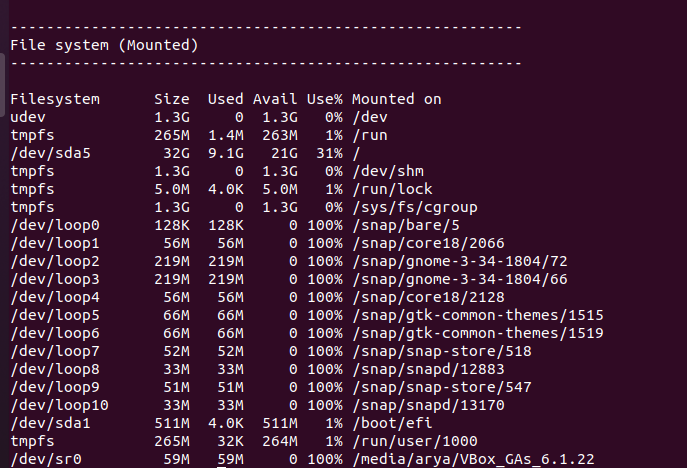 ---------------------------------------------------------
File system (Mounted)
---------------------------------------------------------
Filesystem      Size  Used Avail Use% Mounted on
udev            1.3G     0  1.3G   0% /dev
tmpfs           265M  1.4M  263M   1% /run
/dev/sda5        32G  9.1G   21G  31% /
tmpfs           1.3G     0  1.3G   0% /dev/shm
tmpfs           5.0M  4.0K  5.0M   1% /run/lock
tmpfs           1.3G     0  1.3G   0% /sys/fs/cgroup
/dev/loop0      128K  128K     0 100% /snap/bare/5
/dev/loop1       56M   56M     0 100% /snap/core18/2066
/dev/loop2      219M  219M     0 100% /snap/gnome-3-34-1804/72
/dev/loop3      219M  219M     0 100% /snap/gnome-3-34-1804/66
/dev/loop4       56M   56M     0 100% /snap/core18/2128
/dev/loop5       66M   66M     0 100% /snap/gtk-common-themes/1515
/dev/loop6       66M   66M     0 100% /snap/gtk-common-themes/1519
/dev/loop7       52M   52M     0 100% /snap/snap-store/518
/dev/loop8       33M   33M     0 100% /snap/snapd/12883
/dev/loop9       51M   51M     0 100% /snap/snap-store/547
/dev/loop10      33M   33M     0 100% /snap/snapd/13170
/dev/sda1       511M  4.0K  511M   1% /boot/efi
tmpfs           265M   32K  264M   1% /run/user/1000
/dev/sr0         59M   59M     0 100% /media/arya/VBox_GAs_6.1.22